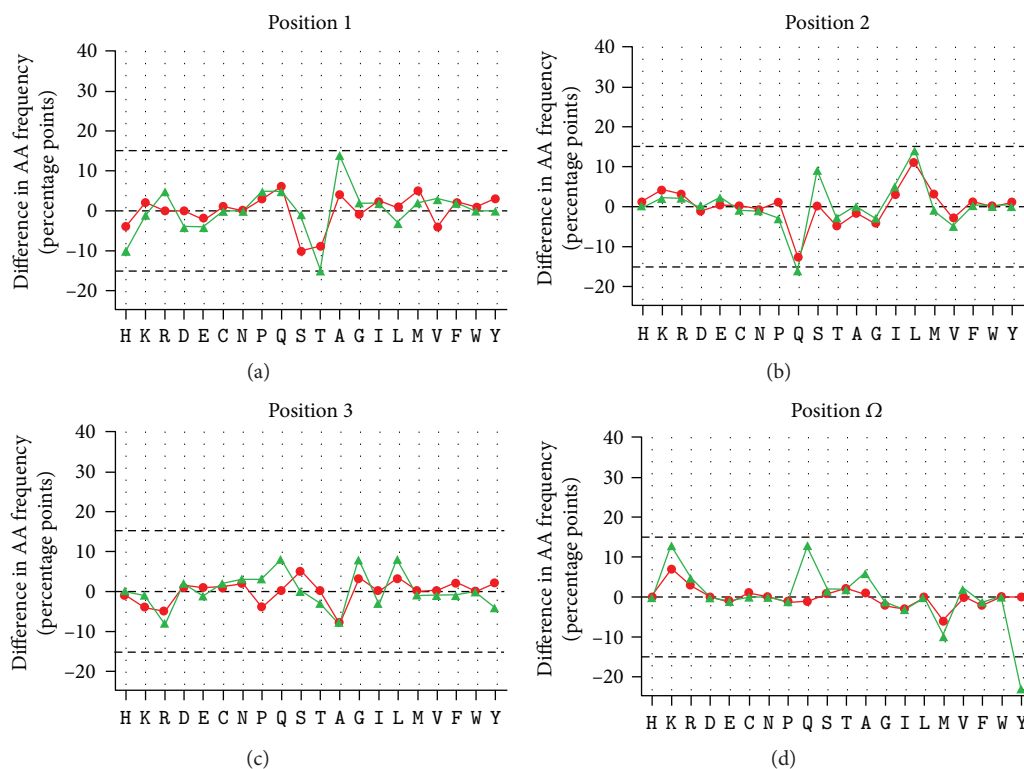 Position 1
Difference in AA frequency
(percentage points)
40
30
20
10
0
−10
−20
H K R D E C N P Q S T A G I L M V F W Y
(a)
Position 2
Difference in AA frequency
(percentage points)
40
30
20
10
0
−10
−20
H K R D E C N P Q S T A G I L M V F W Y
(b)
Position 3
Difference in AA frequency
(percentage points)
40
30
20
10
0
−10
−20
H K R D E C N P Q S T A G I L M V F W Y
(c)
Position Ω
Difference in AA frequency
(percentage points)
40
30
20
10
0
−10
−20
H K R D E C N P Q S T A G I L M V F W Y
(d)